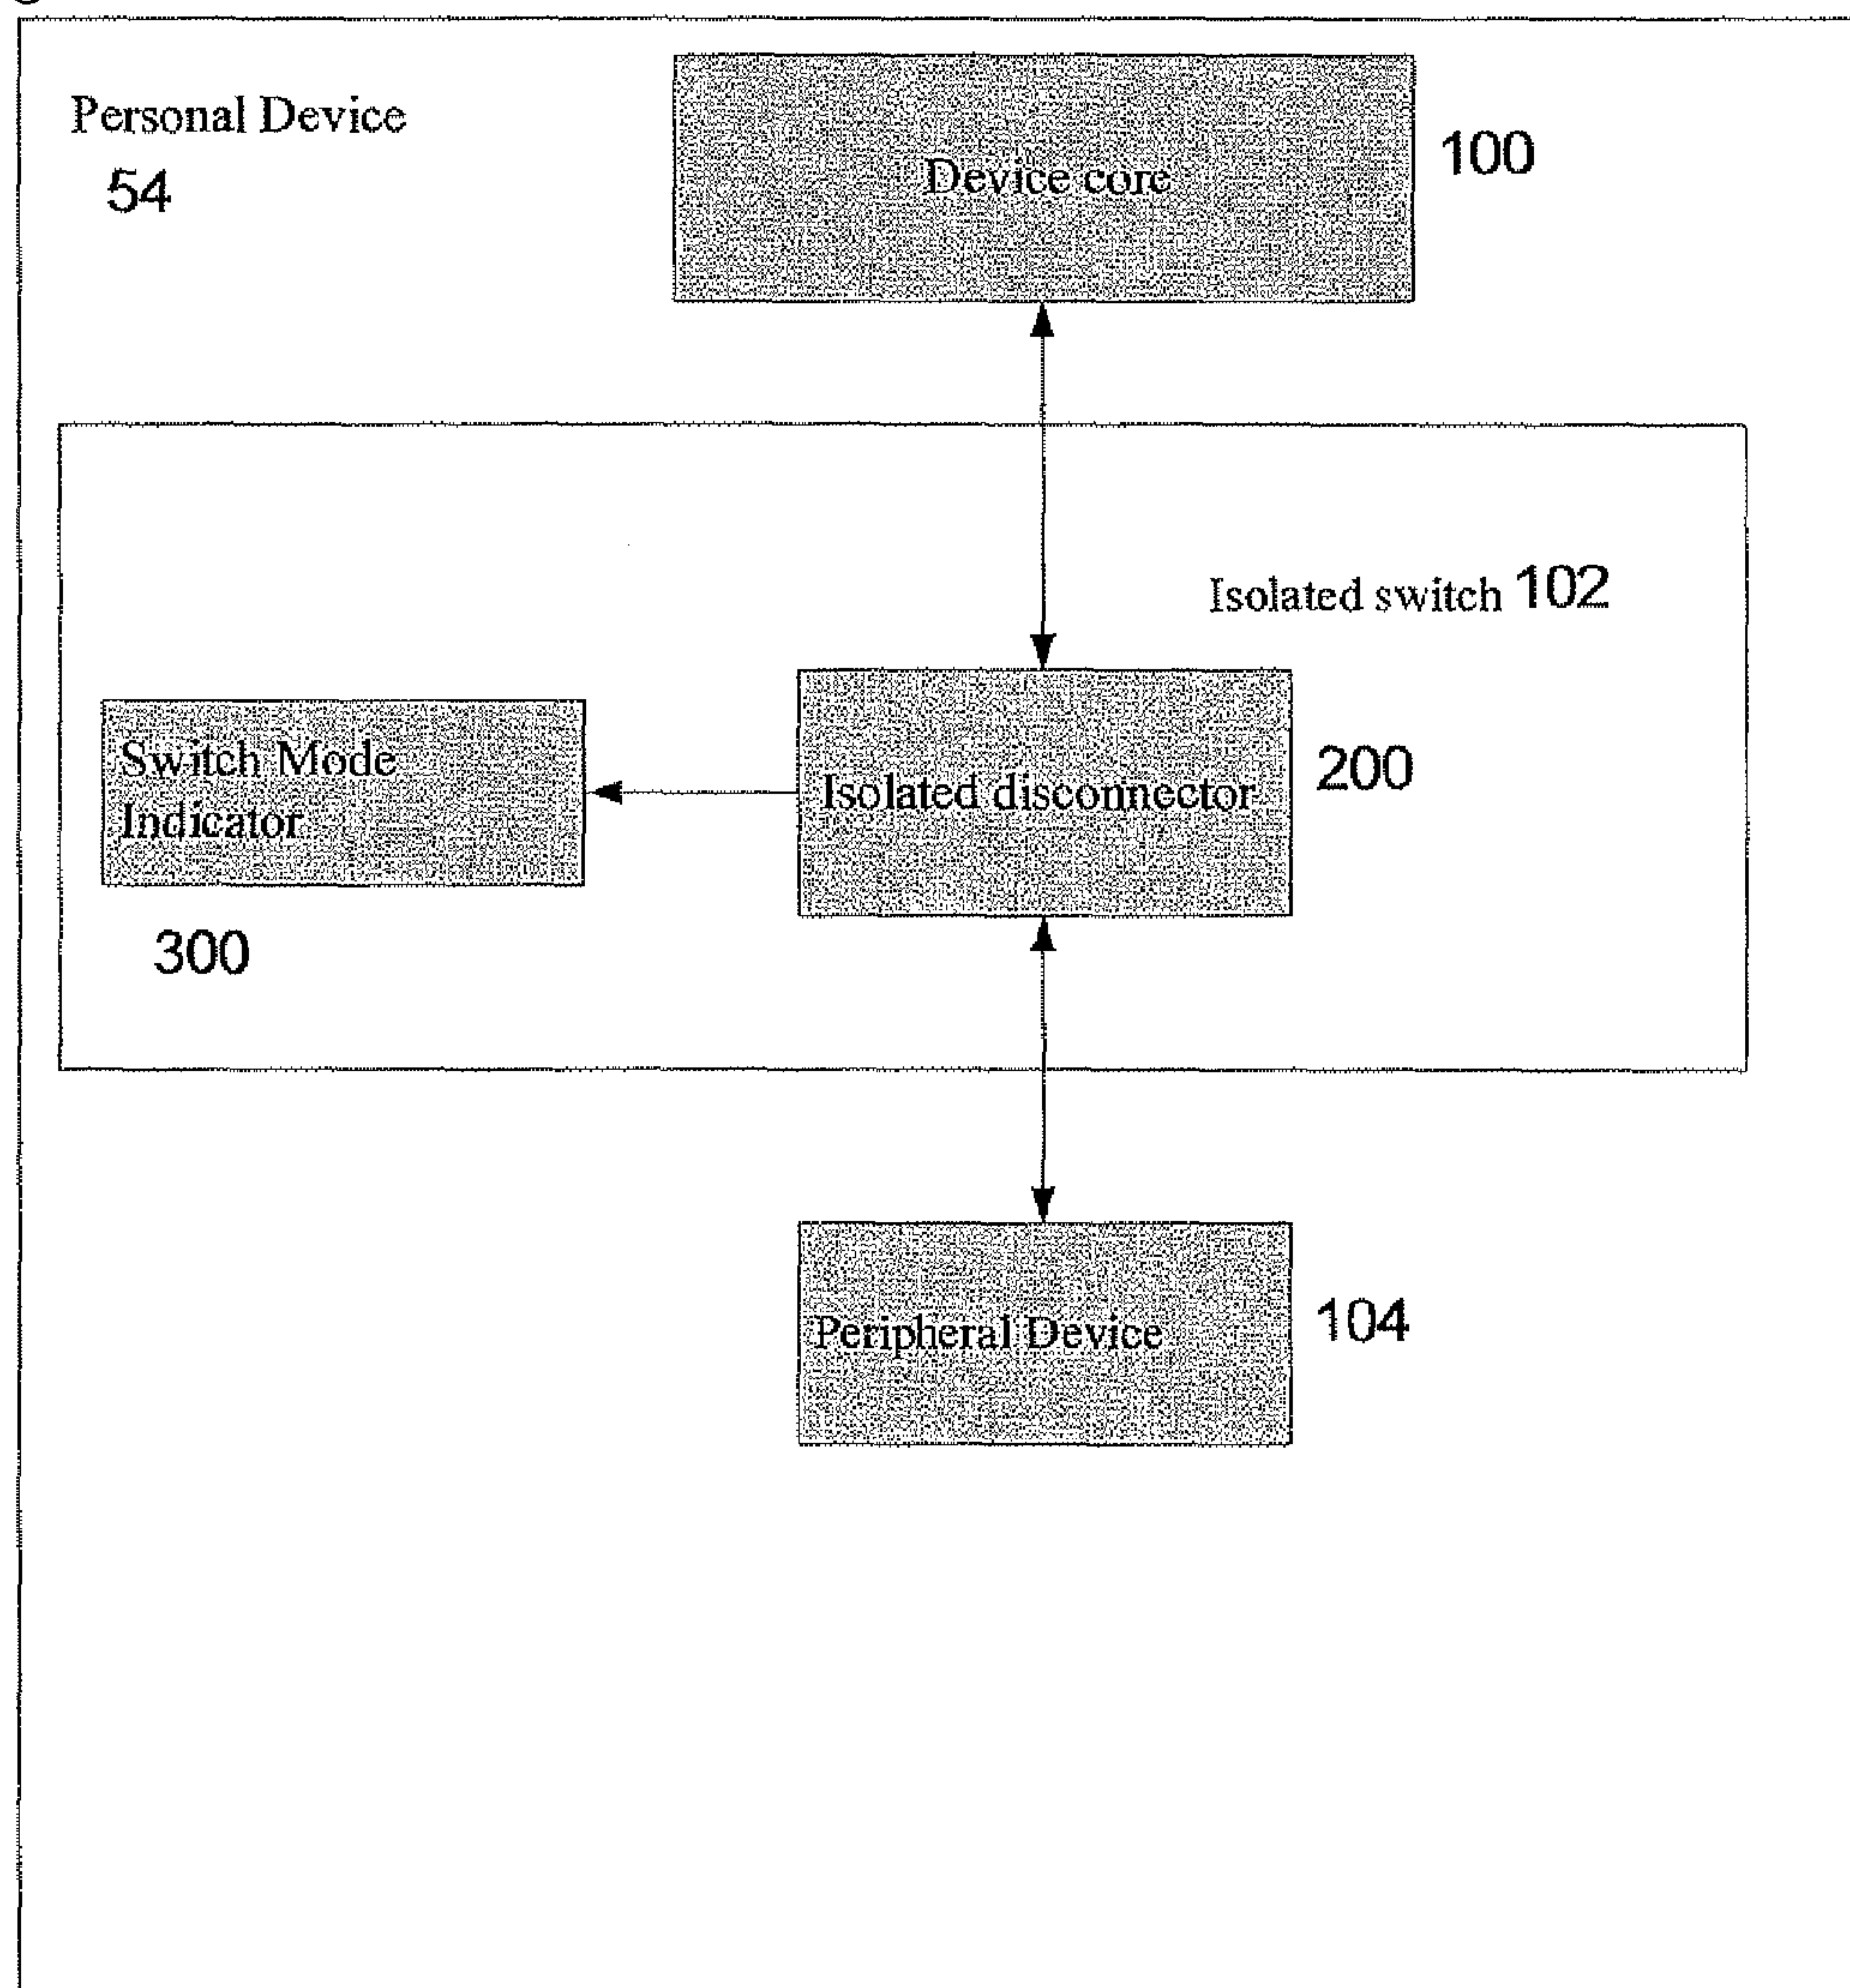 Personal Device
54
Device core
100
Isolated switch 102
Switch Mode
Indicator
300
Isolated disconnector
200
Peripheral Device
104